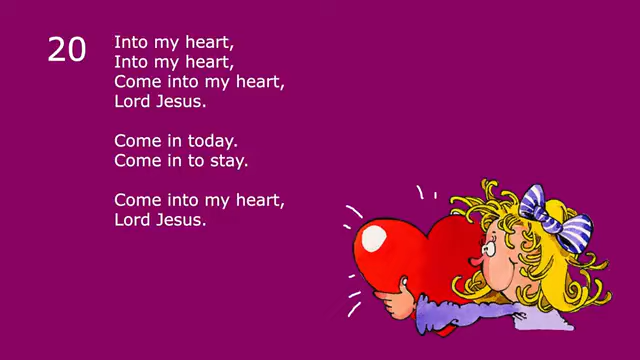 20
Into my heart,
Into my heart,
Come into my heart,
Lord Jesus.
Come in today.
Come in to stay.
Come into my heart,
Lord Jesus.